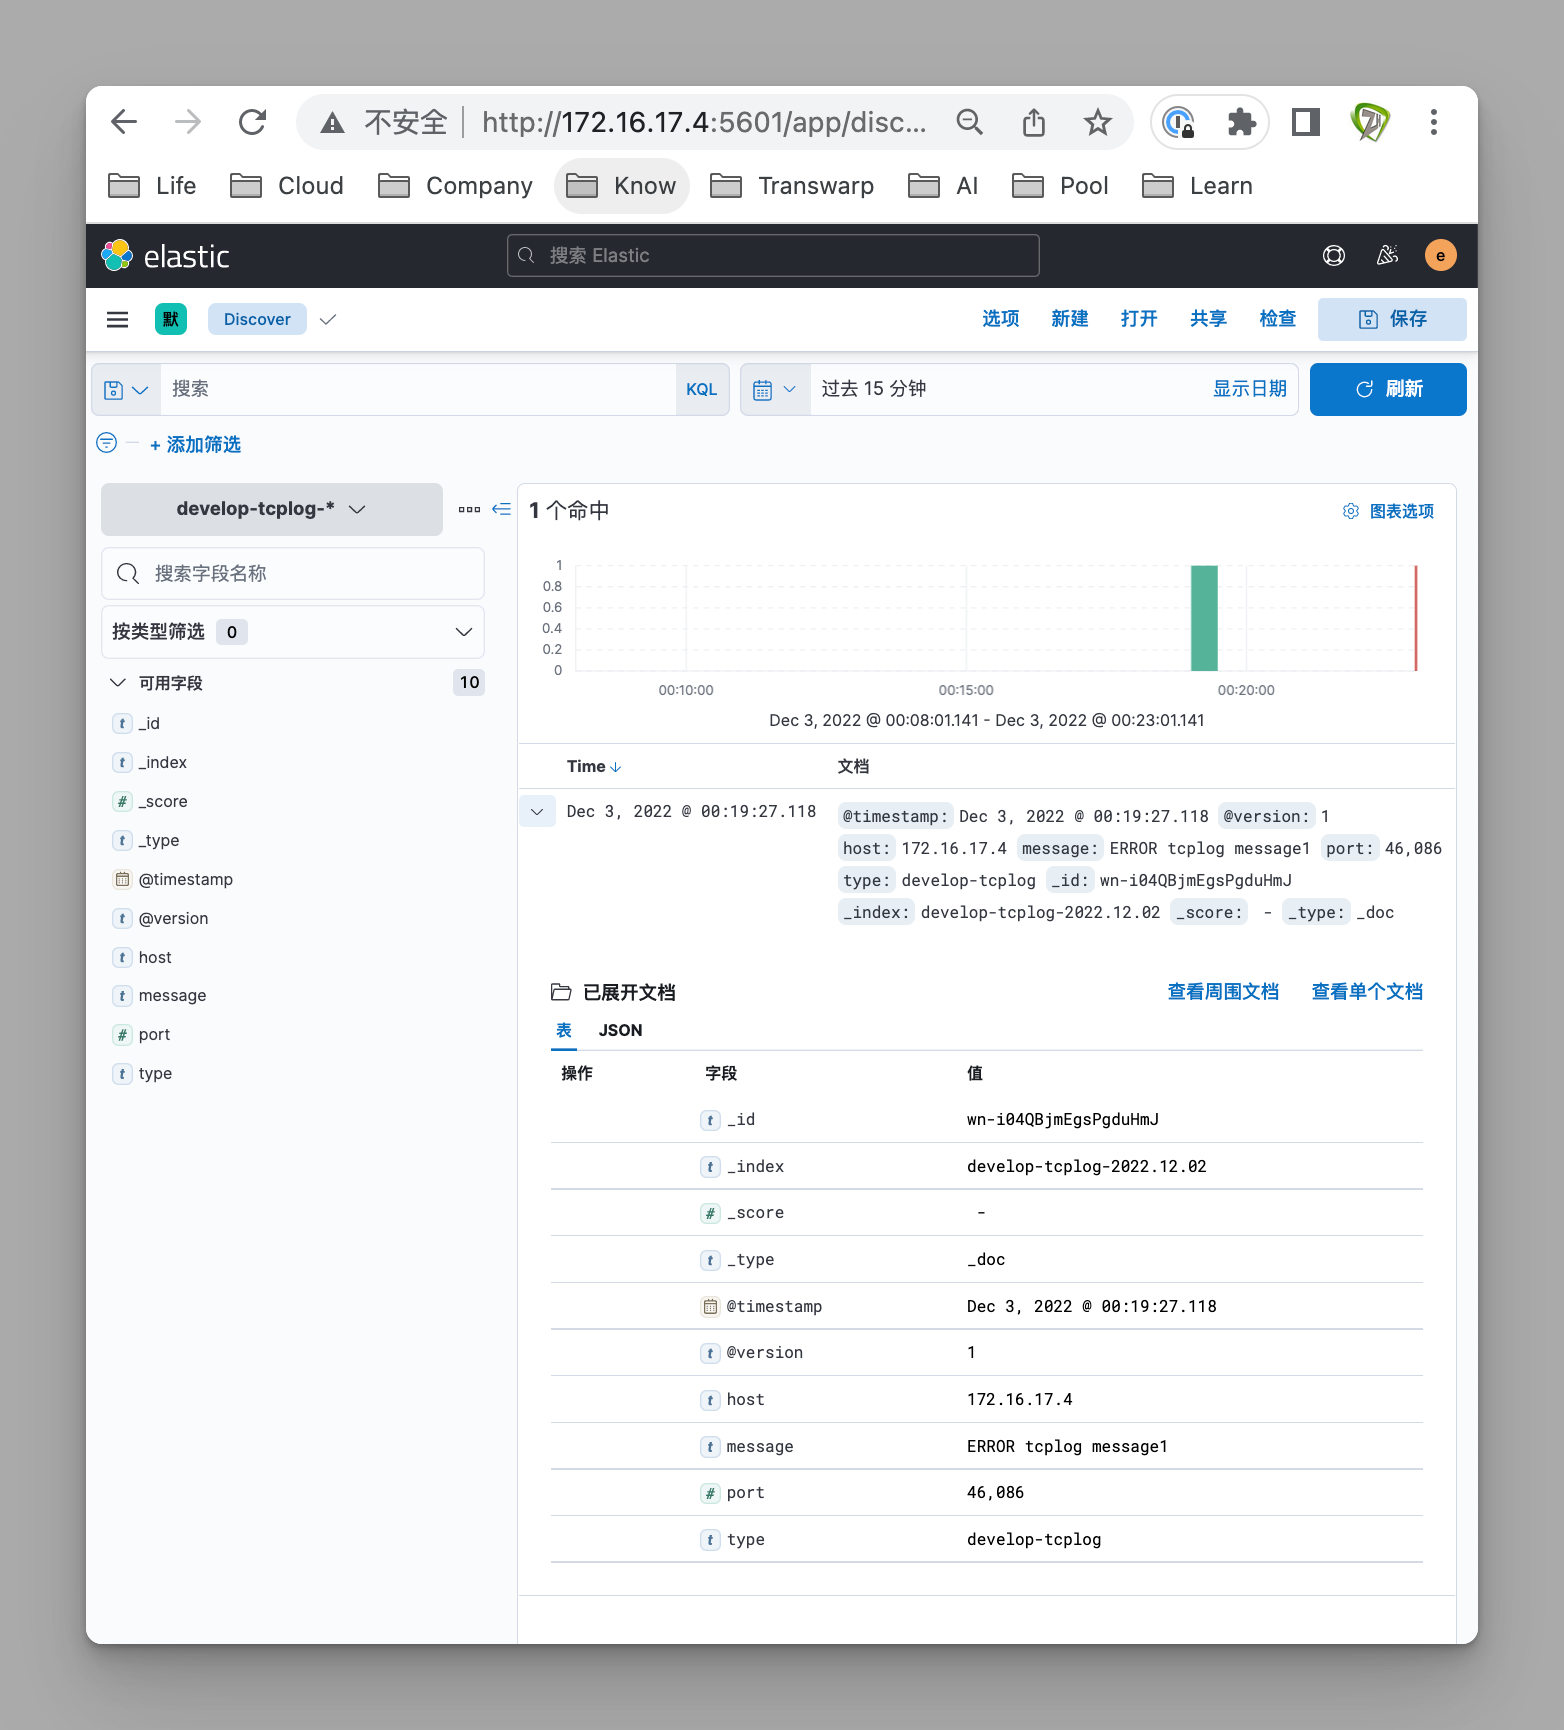 不安全 http://172.16.17.4:5601/app/disc...
Life Cloud Company Know Transwarp AI Pool Learn
elastic 搜索 Elastic e
默 Discover 选项 新建 打开 共享 检查 保存
搜索 KQL 过去 15 分钟 显示日期 刷新
+ 添加筛选
develop-tcplog-*
搜索字段名称
按类型筛选 0
可用字段 10
t _id
t _index
# _score
t _type
@timestamp
t @version
t host
t message
# port
t type
1 个命中 图表选项
1
0.8
0.6
0.4
0.2
0
00:10:00 00:15:00 00:20:00
Dec 3, 2022 @ 00:08:01.141 - Dec 3, 2022 @ 00:23:01.141
Time 文档
Dec 3, 2022 @ 00:19:27.118
@timestamp: Dec 3, 2022 @ 00:19:27.118 @version: 1
host: 172.16.17.4 message: ERROR tcplog message1 port: 46,086
type: develop-tcplog _id: wn-i04QBjmEgsPgduHmJ
_index: develop-tcplog-2022.12.02 _score: - _type: _doc
已展开文档 查看周围文档 查看单个文档
表 JSON
操作 字段 值
t _id wn-i04QBjmEgsPgduHmJ
t _index develop-tcplog-2022.12.02
# _score -
t _type _doc
@timestamp Dec 3, 2022 @ 00:19:27.118
t @version 1
t host 172.16.17.4
t message ERROR tcplog message1
# port 46,086
t type develop-tcplog